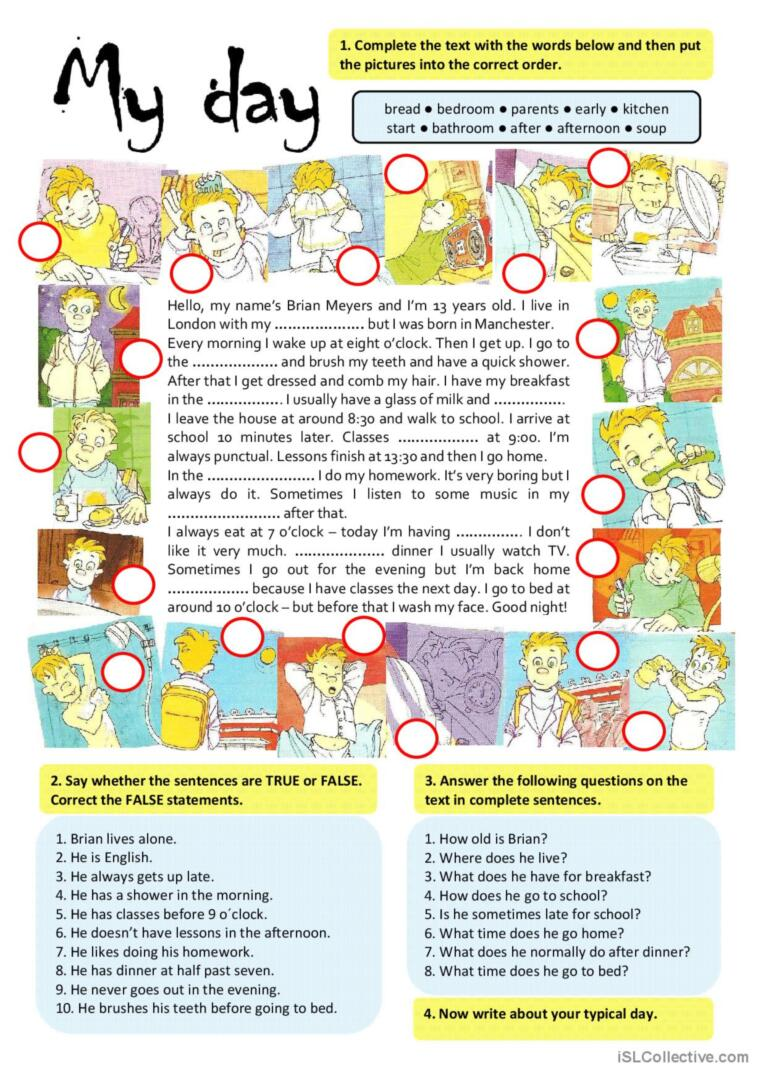 My day
1. Complete the text with the words below and then put
the pictures into the correct order.
bread ● bedroom ● parents ● early ● kitchen
start ● bathroom ● after ● afternoon ● soup
Hello, my name's Brian Meyers and I'm 13 years old. I live in
London with my .................... but I was born in Manchester.
Every morning I wake up at eight o'clock. Then I get up. I go to
the .................... and brush my teeth and have a quick shower.
After that I get dressed and comb my hair. I have my breakfast
in the ................. I usually have a glass of milk and ................
I leave the house at around 8:30 and walk to school. I arrive at
school 10 minutes later. Classes .................. at 9:00. I'm
always punctual. Lessons finish at 13:30 and then I go home.
In the ........................ I do my homework. It's very boring but I
always do it. Sometimes I listen to some music in my
......................... after that.
I always eat at 7 o'clock – today I'm having ............... I don't
like it very much. .................... dinner I usually watch TV.
Sometimes I go out for the evening but I'm back home
.................. because I have classes the next day. I go to bed at
around 10 o'clock – but before that I wash my face. Good night!
2. Say whether the sentences are TRUE or FALSE.
Correct the FALSE statements.
1. Brian lives alone.
2. He is English.
3. He always gets up late.
4. He has a shower in the morning.
5. He has classes before 9 o´clock.
6. He doesn't have lessons in the afternoon.
7. He likes doing his homework.
8. He has dinner at half past seven.
9. He never goes out in the evening.
10. He brushes his teeth before going to bed.
3. Answer the following questions on the
text in complete sentences.
1. How old is Brian?
2. Where does he live?
3. What does he have for breakfast?
4. How does he go to school?
5. Is he sometimes late for school?
6. What time does he go home?
7. What does he normally do after dinner?
8. What time does he go to bed?
4. Now write about your typical day.
iSLCollective.com